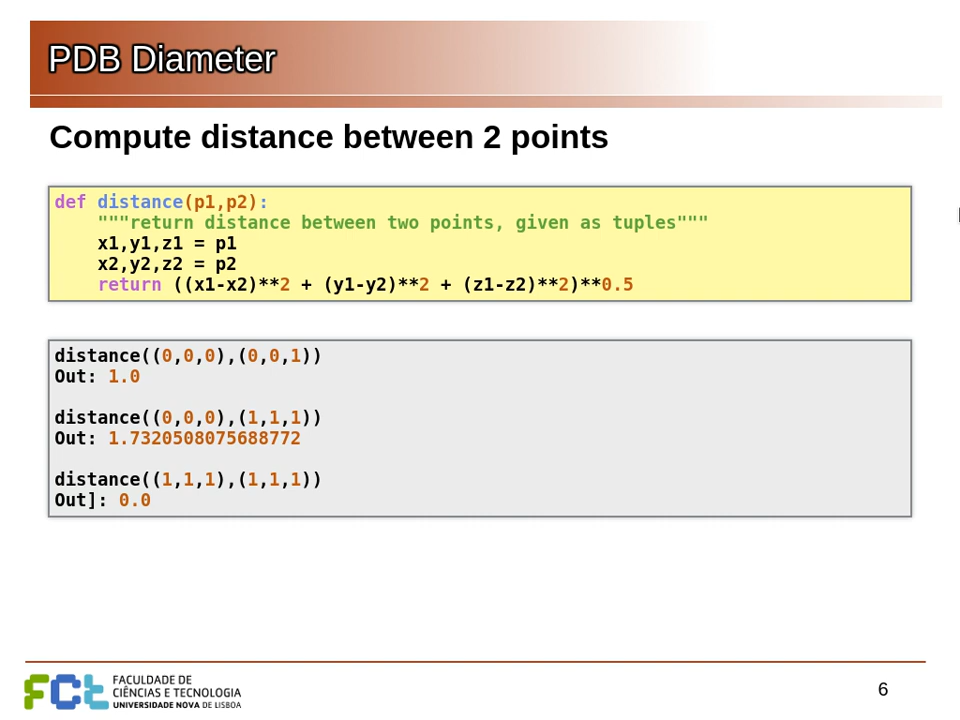 PDB Diameter
Compute distance between 2 points
def distance(p1,p2):
    """return distance between two points, given as tuples"""
    x1,y1,z1 = p1
    x2,y2,z2 = p2
    return ((x1-x2)**2 + (y1-y2)**2 + (z1-z2)**2)**0.5
distance((0,0,0),(0,0,1))
Out: 1.0
distance((0,0,0),(1,1,1))
Out: 1.7320508075688772
distance((1,1,1),(1,1,1))
Out]: 0.0
FCt
FACULDADE DE
CIÊNCIAS E TECNOLOGIA
UNIVERSIDADE NOVA DE LISBOA
6